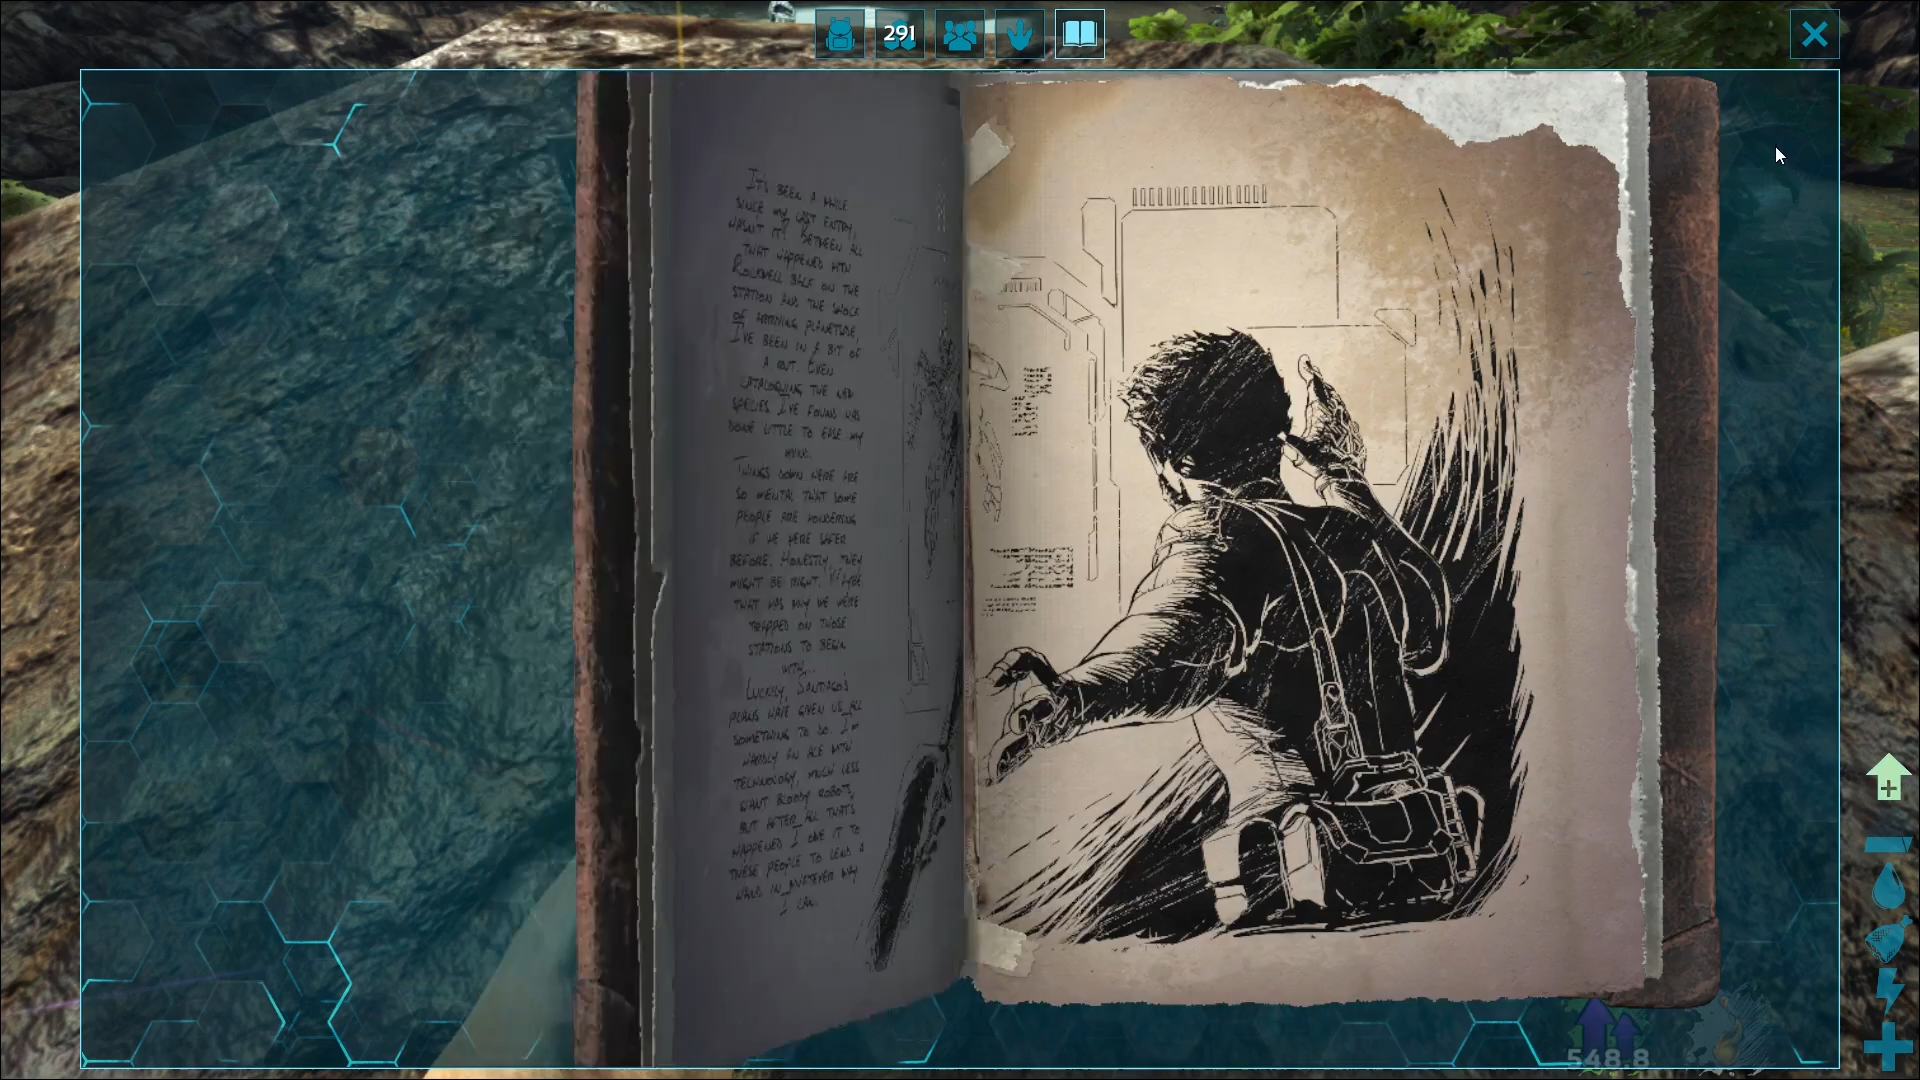 291
It's been a while
since my last entry,
wasn't it? Between all
that happened with
Rockwell back on the
station and the shock
of arriving planetside,
I've been in a bit of
a rut. Even
cataloguing the new
species I've found has
done little to ease my
mind.
Things down here are
so mental that some
people are wondering
if we were safer
before. Honestly, they
might be right. Maybe
that was why we were
trapped on those
stations to begin
with...
Luckily, Santiago's
plans have given us all
something to do. I'm
hardly an ace with
technology, much less
giant bloody robots,
but after all that's
happened I owe it to
these people to lend a
hand in whatever way
I can.
548.8